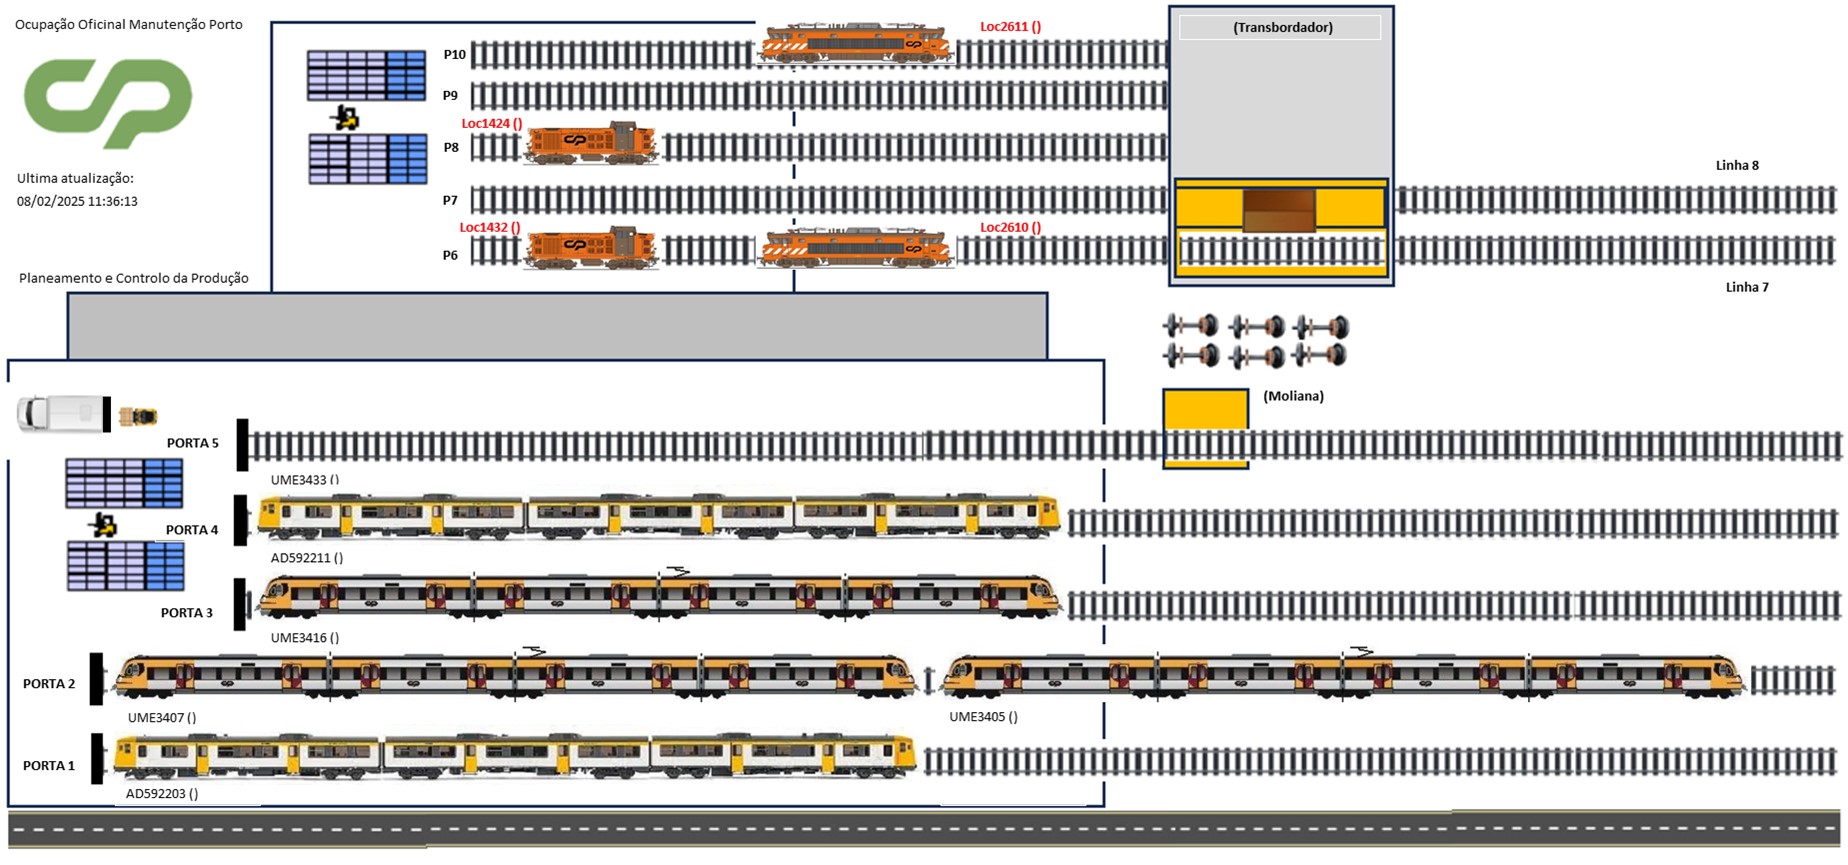 Ocupação Oficinal Manutenção Porto
CP
Ultima atualização:
08/02/2025 11:36:13
Planeamento e Controlo da Produção
P10
Loc2611 ()
(Transbordador)
P9
Loc1424 ()
P8
P7
Linha 8
Loc1432 ()
Loc2610 ()
P6
Linha 7
(Moliana)
PORTA 5
UME3433 ()
PORTA 4
AD592211 ()
PORTA 3
UME3416 ()
PORTA 2
UME3407 ()
UME3405 ()
PORTA 1
AD592203 ()